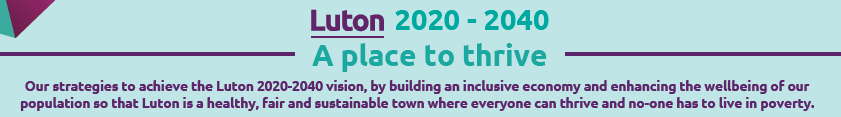 Luton 2020 - 2040
A place to thrive
Our strategies to achieve the Luton 2020-2040 vision, by building an inclusive economy and enhancing the wellbeing of our
population so that Luton is a healthy, fair and sustainable town where everyone can thrive and no-one has to live in poverty.